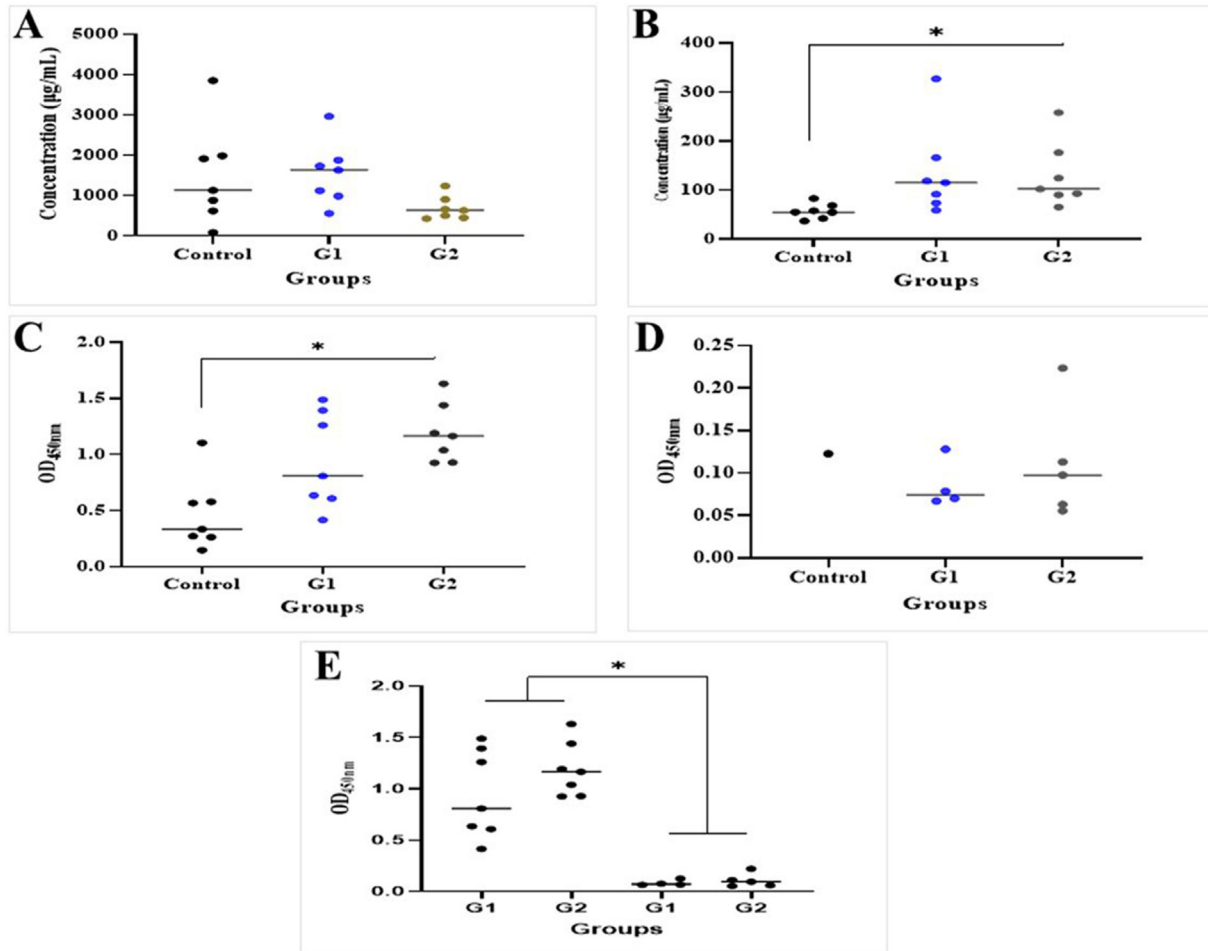 A
Concentration (µg/mL)
5000
4000
3000
2000
1000
0
Control G1 G2
Groups
B
Concentration (µg/mL)
400
300
200
100
0
*
Control G1 G2
Groups
C
OD450nm
2.0
1.5
1.0
0.5
0.0
*
Control G1 G2
Groups
D
OD450nm
0.25
0.20
0.15
0.10
0.05
0.00
Control G1 G2
Groups
E
OD450nm
2.0
1.5
1.0
0.5
0.0
*
G1 G2 G1 G2
Groups